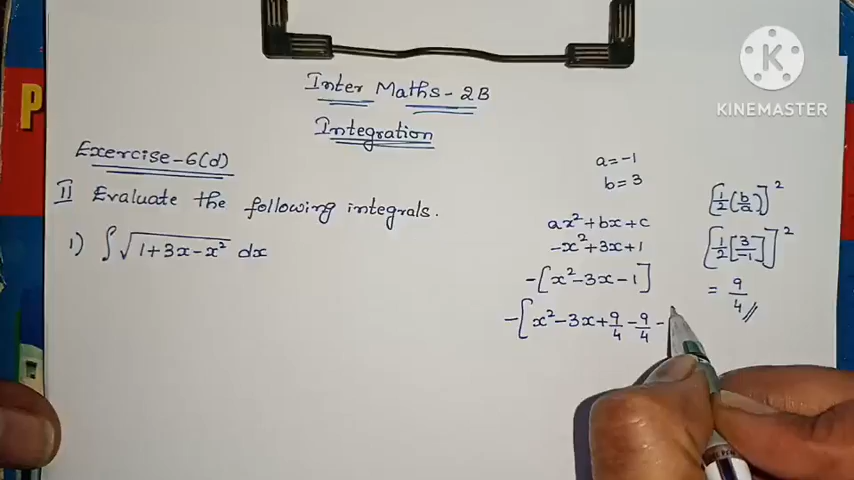 Inter Maths-2B
Integration
Exercise-6(d)
II Evaluate the following integrals.
1) ∫√(1+3x-x²) dx
a=-1
b=3
ax²+bx+c
-x²+3x+1
-[x²-3x-1]
-[x²-3x+9/4-9/4-
[1/2(b/a)]²
[1/2[3/-1]]²
= 9/4//
K
KINEMASTER
P